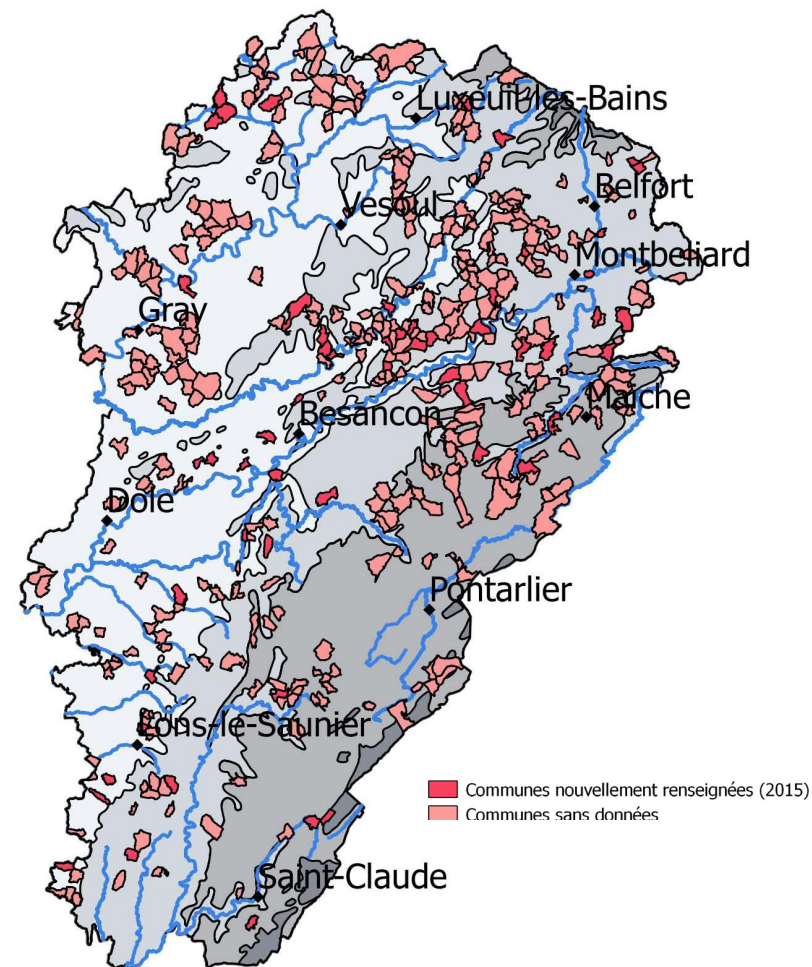 Luxeuil-les-Bains
Belfort
Vesoul
Montbéliard
Gray
Maiche
Besancon
Dole
Pontarlier
Lons-le-Saunier
Communes nouvellement renseignées (2015)
Communes sans données
Saint-Claude